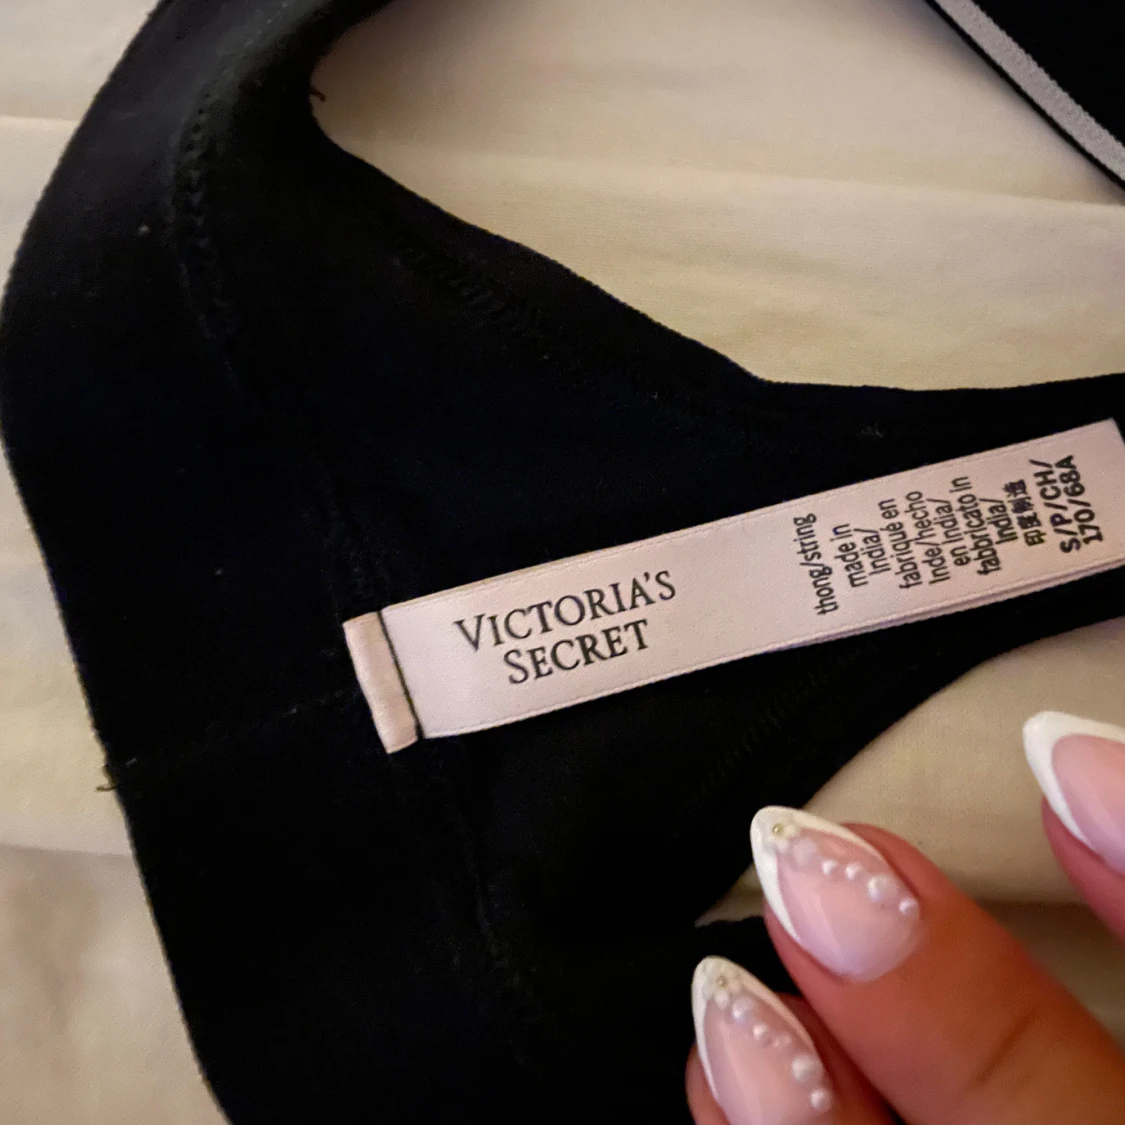 VICTORIA'S
SECRET
thong/string
made in
India/
fabriqué en
Inde/hecho
en India/
fabbricato in
India/
印度制造
S/P/CH/
170/68A